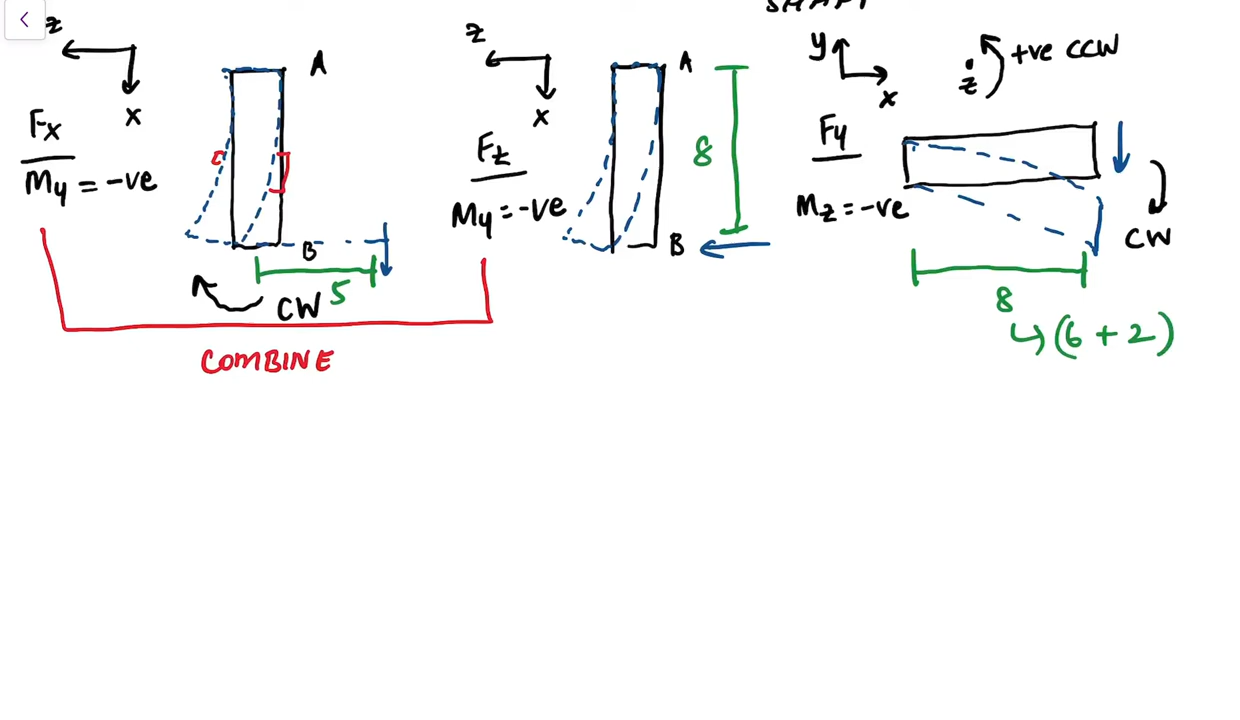 SHAFT
z
x
A
Fx
My = -ve
B
5
CW
COMBINE
z
x
A
Fz
My = -ve
8
B
y
x
z
+ve CCW
Fy
Mz = -ve
CW
8
↳ (6 + 2)